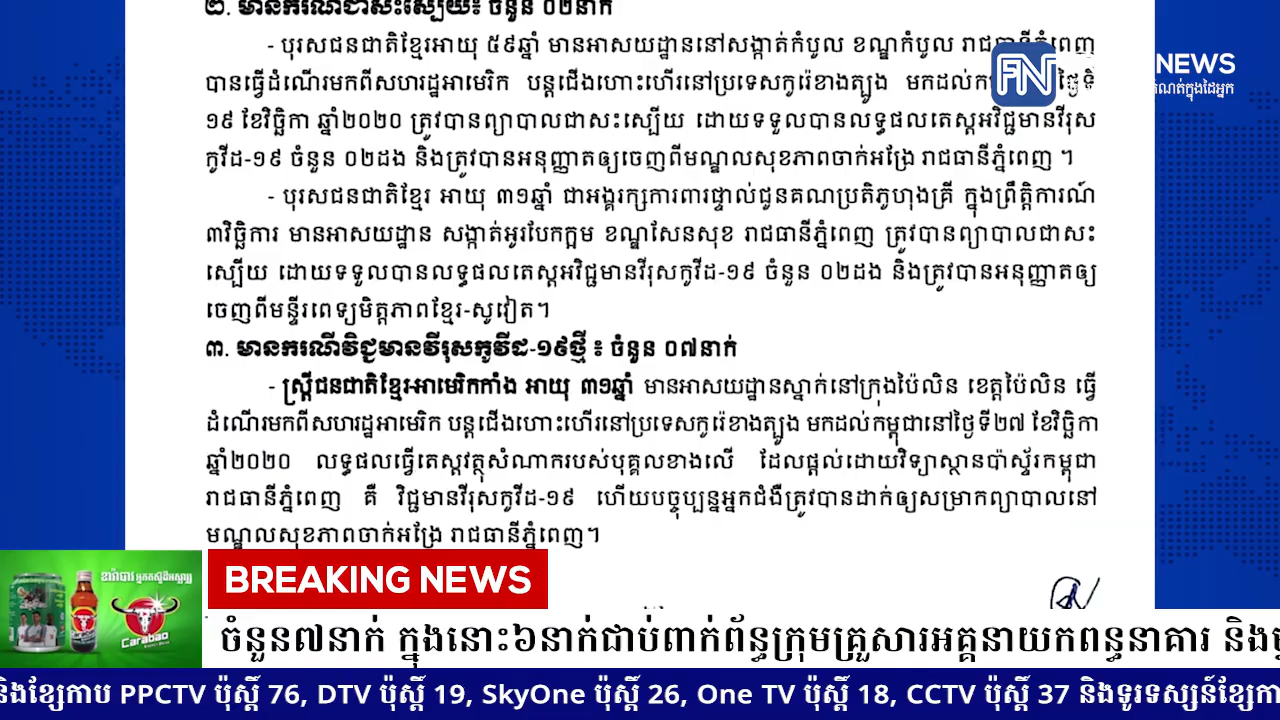 ២. មានករណីជាសះស្បើយ៖ ចំនួន ០២នាក់
- បុរសជនជាតិខ្មែរអាយុ ៥៩ឆ្នាំ មានអាសយដ្ឋាននៅសង្កាត់កំបូល ខណ្ឌកំបូល រាជធានីភ្នំពេញ
បានធ្វើដំណើរមកពីសហរដ្ឋអាមេរិក បន្តជើងហោះហើរនៅប្រទេសកូរ៉េខាងត្បូង មកដល់ក ថ្ងៃទី
១៩ ខែវិច្ឆិកា ឆ្នាំ២០២០ ត្រូវបានព្យាបាលជាសះស្បើយ ដោយទទួលបានលទ្ធផលតេស្តអវិជ្ជមានវីរុស
កូវីដ-១៩ ចំនួន ០២ដង និងត្រូវបានអនុញ្ញាតឲ្យចេញពីមណ្ឌលសុខភាពចាក់អង្រែ រាជធានីភ្នំពេញ ។
- បុរសជនជាតិខ្មែរ អាយុ ៣១ឆ្នាំ ជាអង្គរក្សការពារផ្ទាល់ជូនគណប្រតិភូហុងគ្រី ក្នុងព្រឹត្តិការណ៍
៣វិច្ឆិការ មានអាសយដ្ឋាន សង្កាត់អូរបែកក្អម ខណ្ឌសែនសុខ រាជធានីភ្នំពេញ ត្រូវបានព្យាបាលជាសះ
ស្បើយ ដោយទទួលបានលទ្ធផលតេស្តអវិជ្ជមានវីរុសកូវីដ-១៩ ចំនួន ០២ដង និងត្រូវបានអនុញ្ញាតឲ្យ
ចេញពីមន្ទីរពេទ្យមិត្តភាពខ្មែរ-សូវៀត។
៣. មានករណីវិជ្ជមានវីរុសកូវីដ-១៩ថ្មី ៖ ចំនួន ០៧នាក់
- ស្ត្រីជនជាតិខ្មែរ-អាមេរិកកាំង អាយុ ៣១ឆ្នាំ មានអាសយដ្ឋានស្នាក់នៅក្រុងប៉ៃលិន ខេត្តប៉ៃលិន ធ្វើ
ដំណើរមកពីសហរដ្ឋអាមេរិក បន្តជើងហោះហើរនៅប្រទេសកូរ៉េខាងត្បូង មកដល់កម្ពុជានៅថ្ងៃទី២៧ ខែវិច្ឆិកា
ឆ្នាំ២០២០ លទ្ធផលធ្វើតេស្តវត្ថុសំណាករបស់បុគ្គលខាងលើ ដែលផ្តល់ដោយវិទ្យាស្ថានប៉ាស្ទ័រកម្ពុជា
រាជធានីភ្នំពេញ គឺ វិជ្ជមានវីរុសកូវីដ-១៩ ហើយបច្ចុប្បន្នអ្នកជំងឺត្រូវបានដាក់ឲ្យសម្រាកព្យាបាលនៅ
មណ្ឌលសុខភាពចាក់អង្រែ រាជធានីភ្នំពេញ។
FN NEWS
ខារ៉ាបាវ
Carabao
BREAKING NEWS
ចំនួន៧នាក់ ក្នុងនោះ៦នាក់ជាប់ពាក់ព័ន្ធក្រុមគ្រួសារអគ្គនាយកពន្ធនាគារ និង
និងខ្សែកាប PPCTV ប៉ុស្តិ៍ 76, DTV ប៉ុស្តិ៍ 19, SkyOne ប៉ុស្តិ៍ 26, One TV ប៉ុស្តិ៍ 18, CCTV ប៉ុស្តិ៍ 37 និងទូរទស្សន៍ខ្សែកា